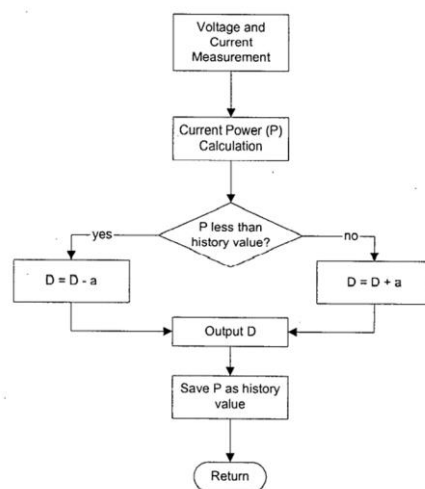 Voltage and
Current
Measurement
Current Power (P)
Calculation
P less than
history value?
yes
no
D = D - a
D = D + a
Output D
Save P as history
value
Return